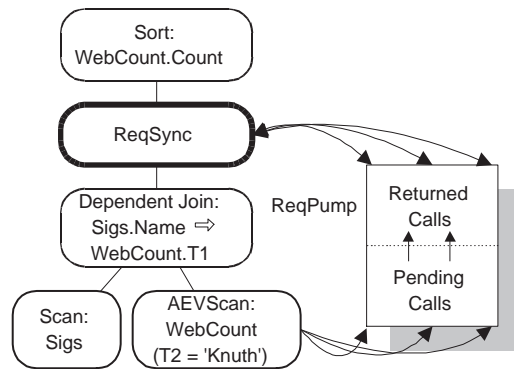 Sort:
WebCount.Count
ReqSync
Dependent Join:
Sigs.Name ⇨
WebCount.T1
ReqPump
Returned
Calls
Pending
Calls
Scan:
Sigs
AEVScan:
WebCount
(T2 = 'Knuth')